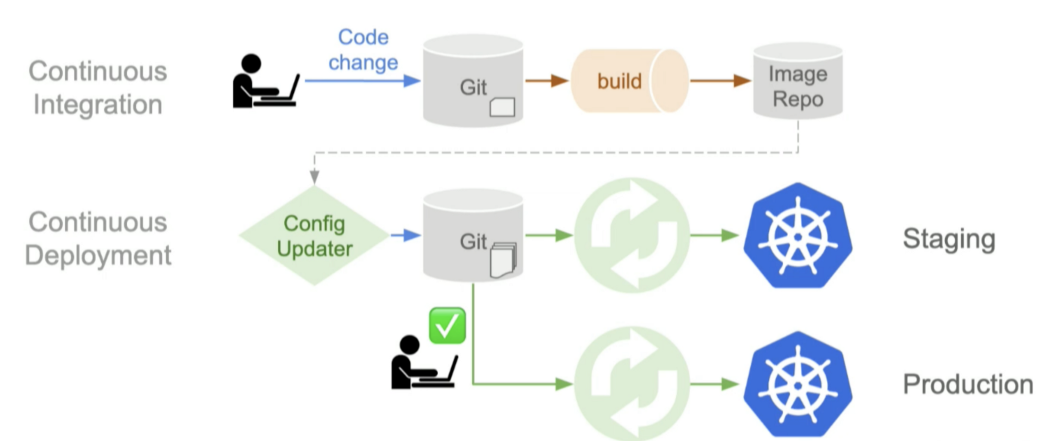 Continuous
Integration
Code
change
Git
build
Image
Repo
Continuous
Deployment
Config
Updater
Git
Staging
Production